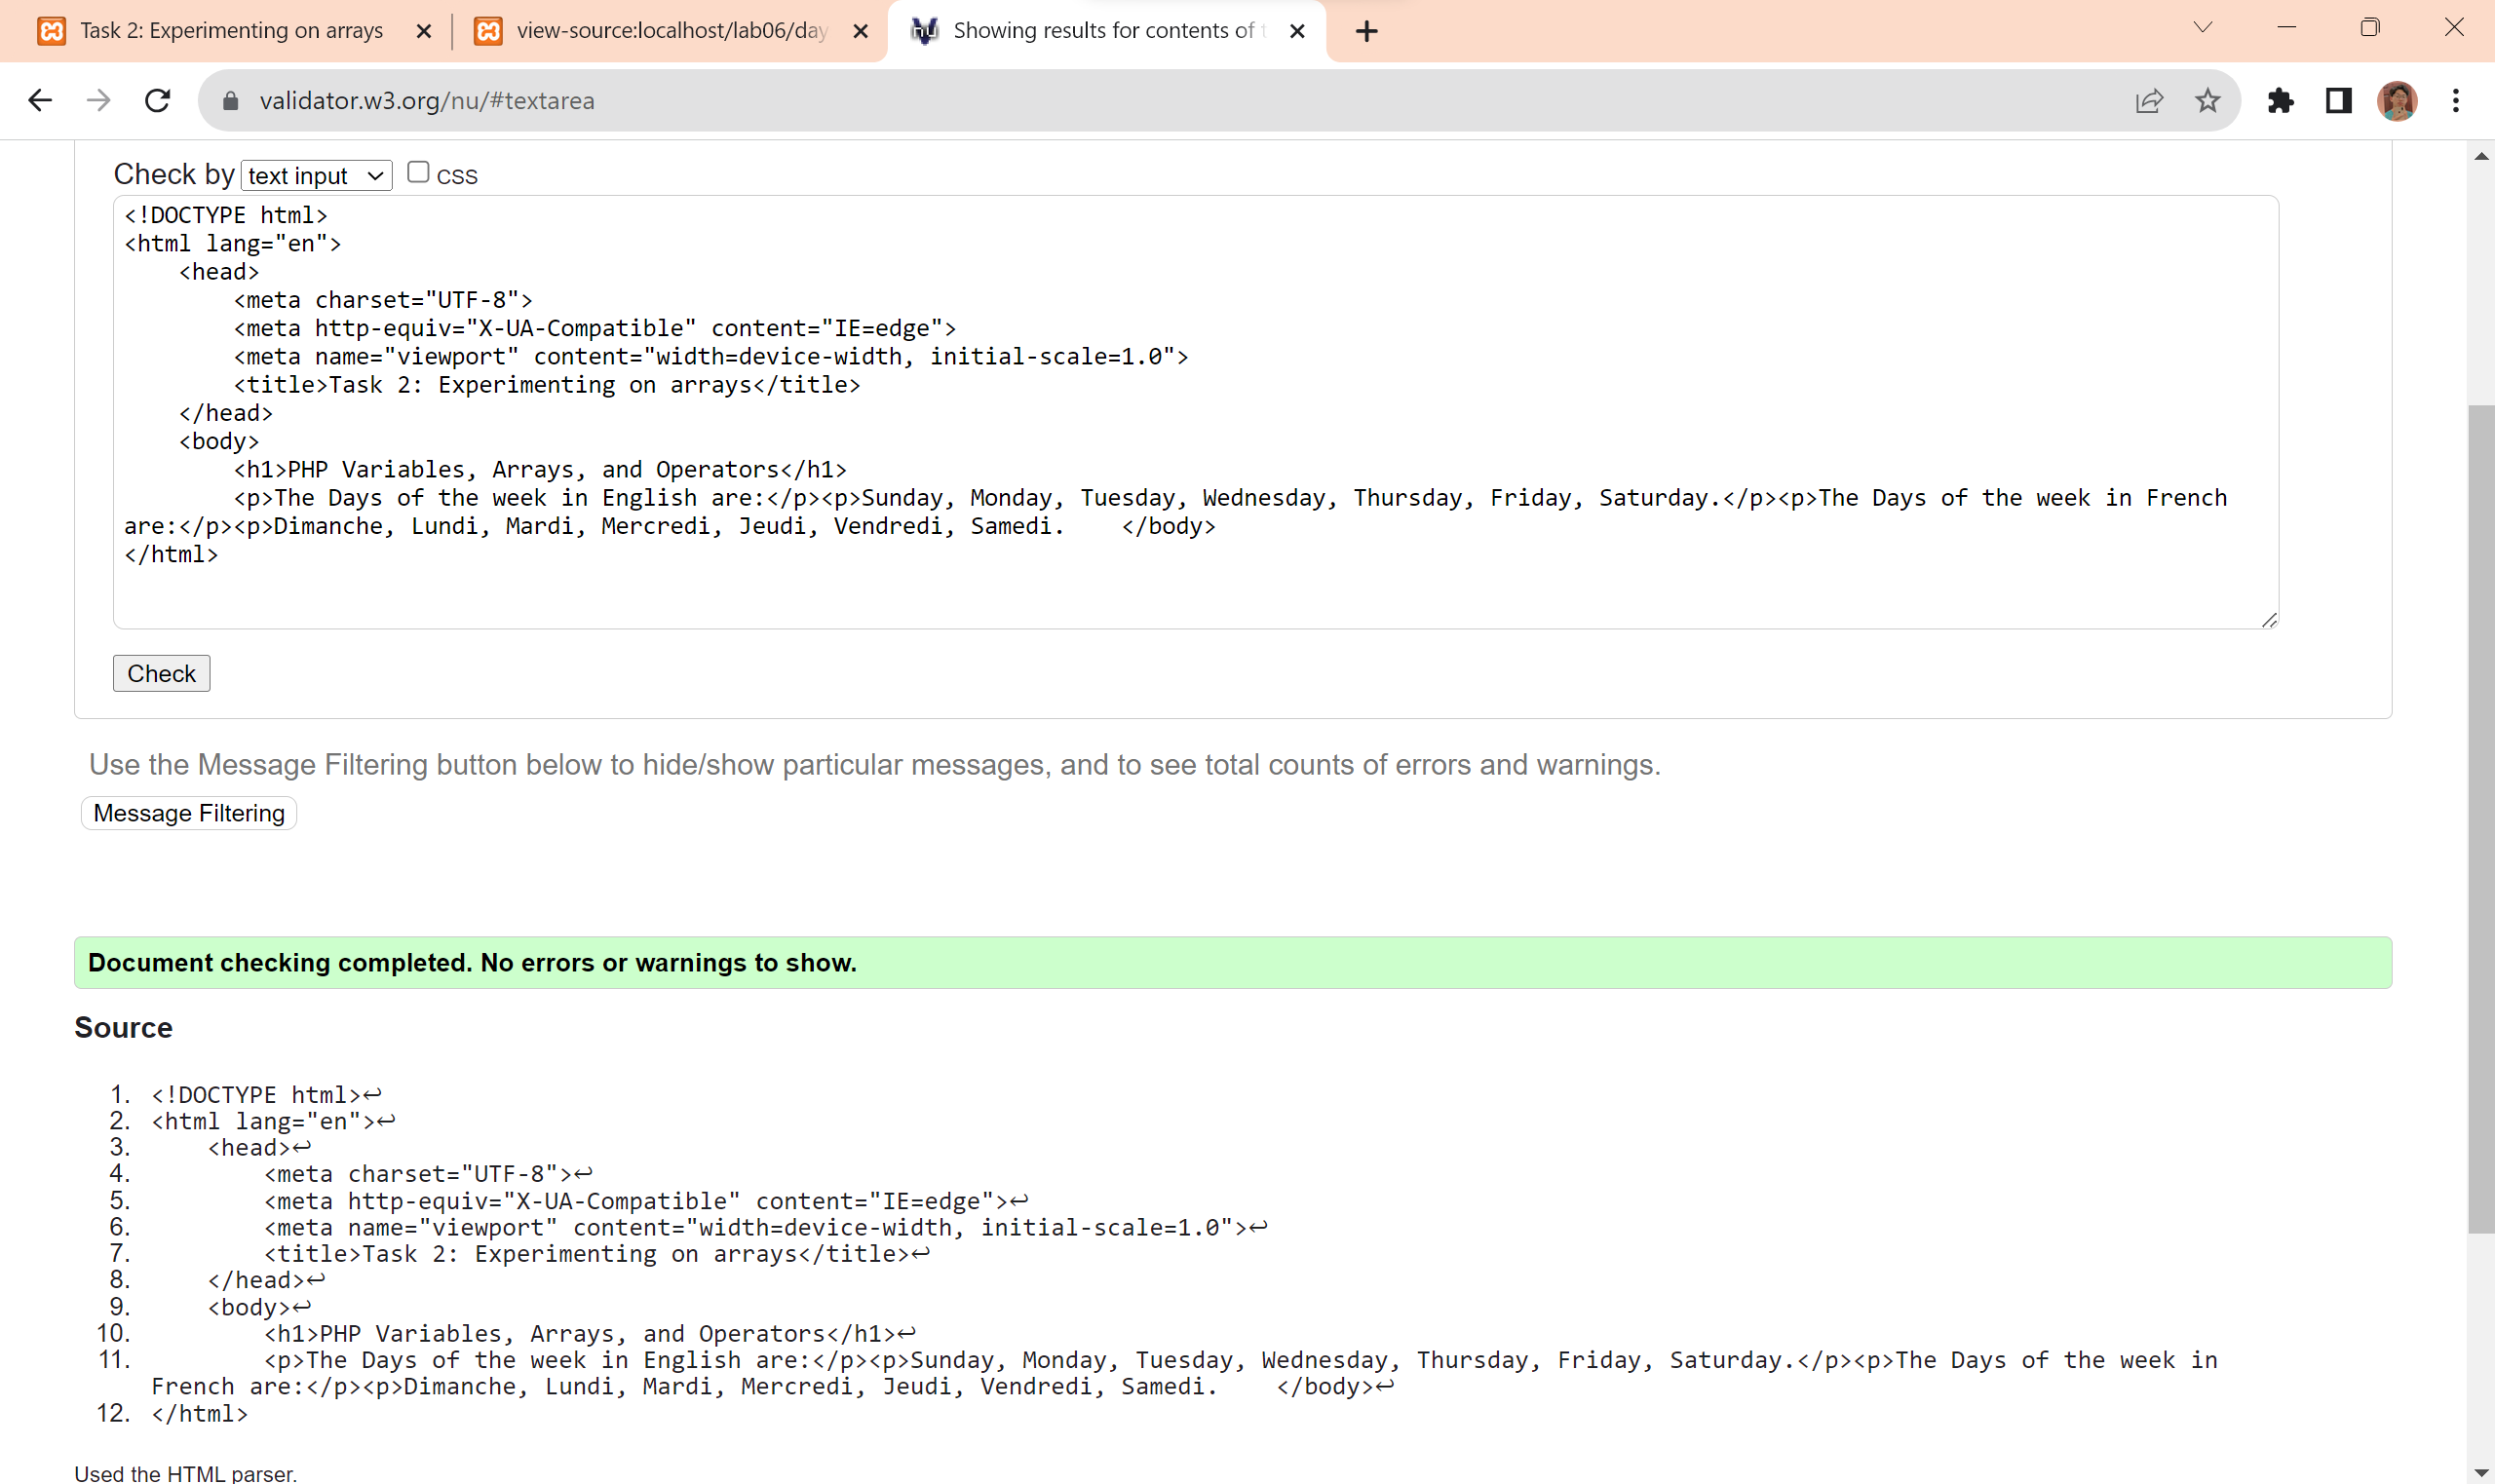 Task 2: Experimenting on arrays
view-source:localhost/lab06/day
Showing results for contents of t
validator.w3.org/nu/#textarea
Check by text input CSS
<!DOCTYPE html>
<html lang="en">
    <head>
        <meta charset="UTF-8">
        <meta http-equiv="X-UA-Compatible" content="IE=edge">
        <meta name="viewport" content="width=device-width, initial-scale=1.0">
        <title>Task 2: Experimenting on arrays</title>
    </head>
    <body>
        <h1>PHP Variables, Arrays, and Operators</h1>
        <p>The Days of the week in English are:</p><p>Sunday, Monday, Tuesday, Wednesday, Thursday, Friday, Saturday.</p><p>The Days of the week in French
are:</p><p>Dimanche, Lundi, Mardi, Mercredi, Jeudi, Vendredi, Samedi.    </body>
</html>
Check
Use the Message Filtering button below to hide/show particular messages, and to see total counts of errors and warnings.
Message Filtering
Document checking completed. No errors or warnings to show.
Source
1. <!DOCTYPE html>↩
2. <html lang="en">↩
3.     <head>↩
4.         <meta charset="UTF-8">↩
5.         <meta http-equiv="X-UA-Compatible" content="IE=edge">↩
6.         <meta name="viewport" content="width=device-width, initial-scale=1.0">↩
7.         <title>Task 2: Experimenting on arrays</title>↩
8.     </head>↩
9.     <body>↩
10.         <h1>PHP Variables, Arrays, and Operators</h1>↩
11.         <p>The Days of the week in English are:</p><p>Sunday, Monday, Tuesday, Wednesday, Thursday, Friday, Saturday.</p><p>The Days of the week in
French are:</p><p>Dimanche, Lundi, Mardi, Mercredi, Jeudi, Vendredi, Samedi.    </body>↩
12. </html>
Used the HTML parser.